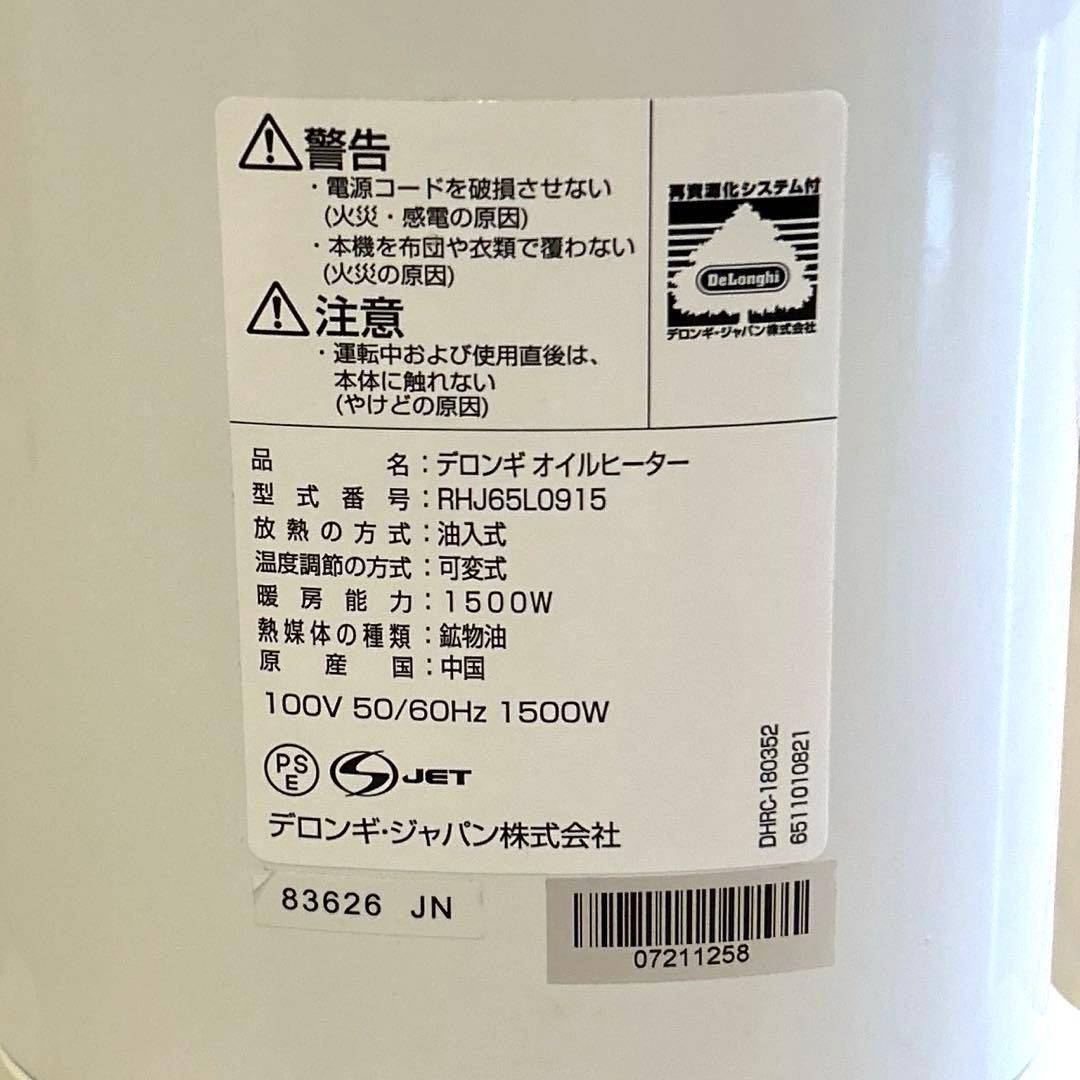 警告
・電源コードを破損させない
(火災・感電の原因)
・本機を布団や衣類で覆わない
(火災の原因)
注意
・運転中および使用直後は、
本体に触れない
(やけどの原因)
再資源化システム付
DeLonghi
デロンギ・ジャパン株式会社
品名：デロンギ オイルヒーター
型式番号：RHJ65L0915
放熱の方式：油入式
温度調節の方式：可変式
暖房能力：1500W
熱媒体の種類：鉱物油
原産国：中国
100V 50/60Hz 1500W
PSE
JET
デロンギ・ジャパン株式会社
DHRC-180352
6511010821
83626 JN
07211258